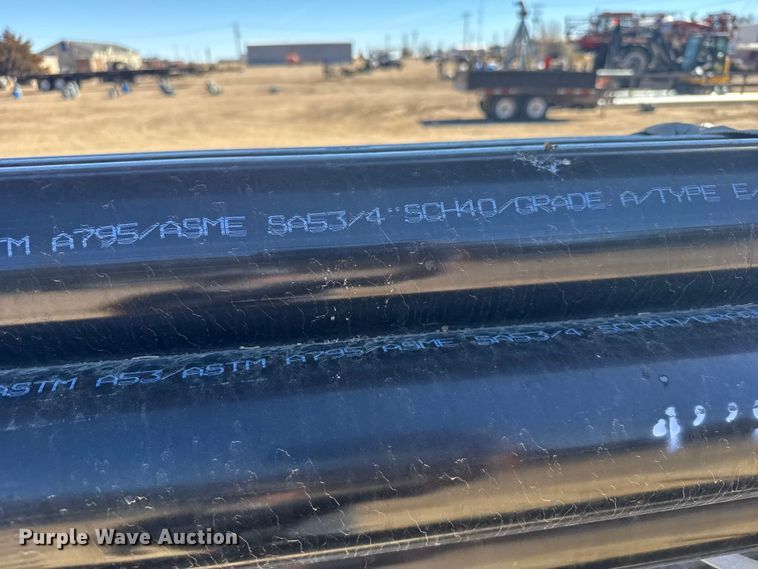 TM A795/ASME SA53/4"SCH40/GRADE A/TYPE E/
ASTM A53/ASTM A795/ASME SA53/4 SCH40/
Purple Wave Auction